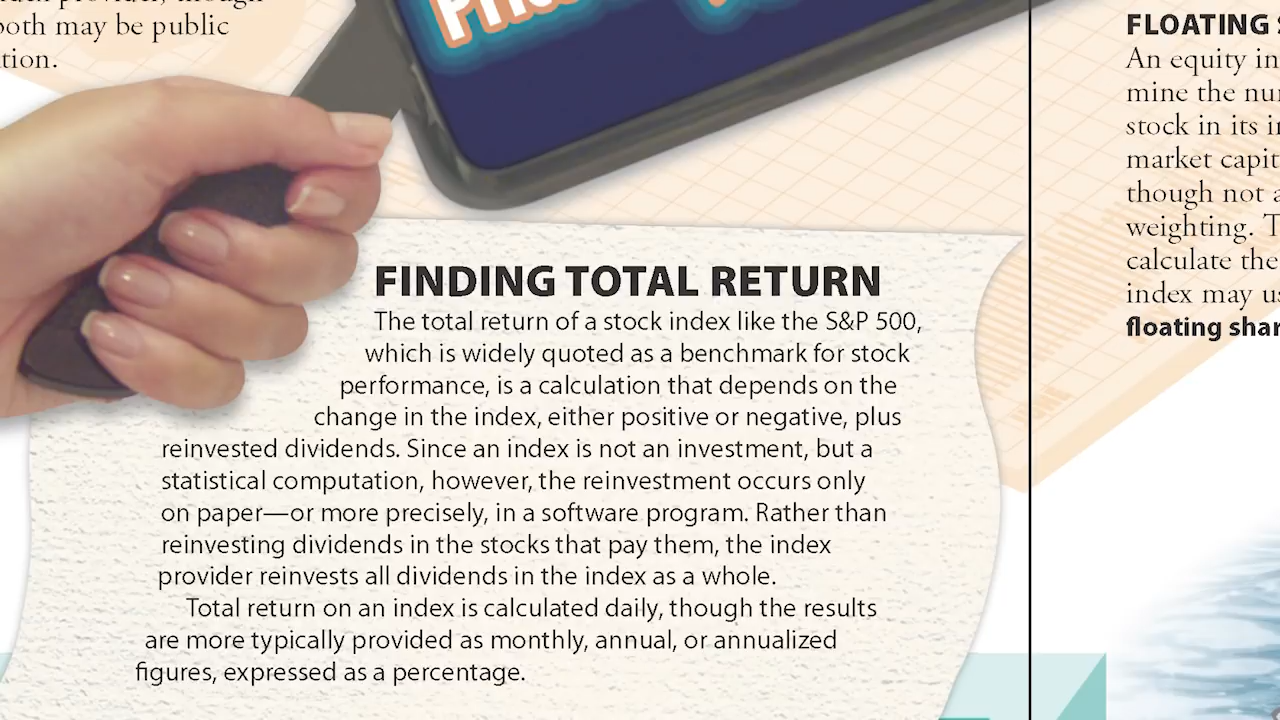 both may be public
tion.
FINDING TOTAL RETURN
The total return of a stock index like the S&P 500,
which is widely quoted as a benchmark for stock
performance, is a calculation that depends on the
change in the index, either positive or negative, plus
reinvested dividends. Since an index is not an investment, but a
statistical computation, however, the reinvestment occurs only
on paper—or more precisely, in a software program. Rather than
reinvesting dividends in the stocks that pay them, the index
provider reinvests all dividends in the index as a whole.
Total return on an index is calculated daily, though the results
are more typically provided as monthly, annual, or annualized
figures, expressed as a percentage.
FLOATING
An equity in
mine the
stock in its
market
though not
weighting.
calculate the
index may
floating